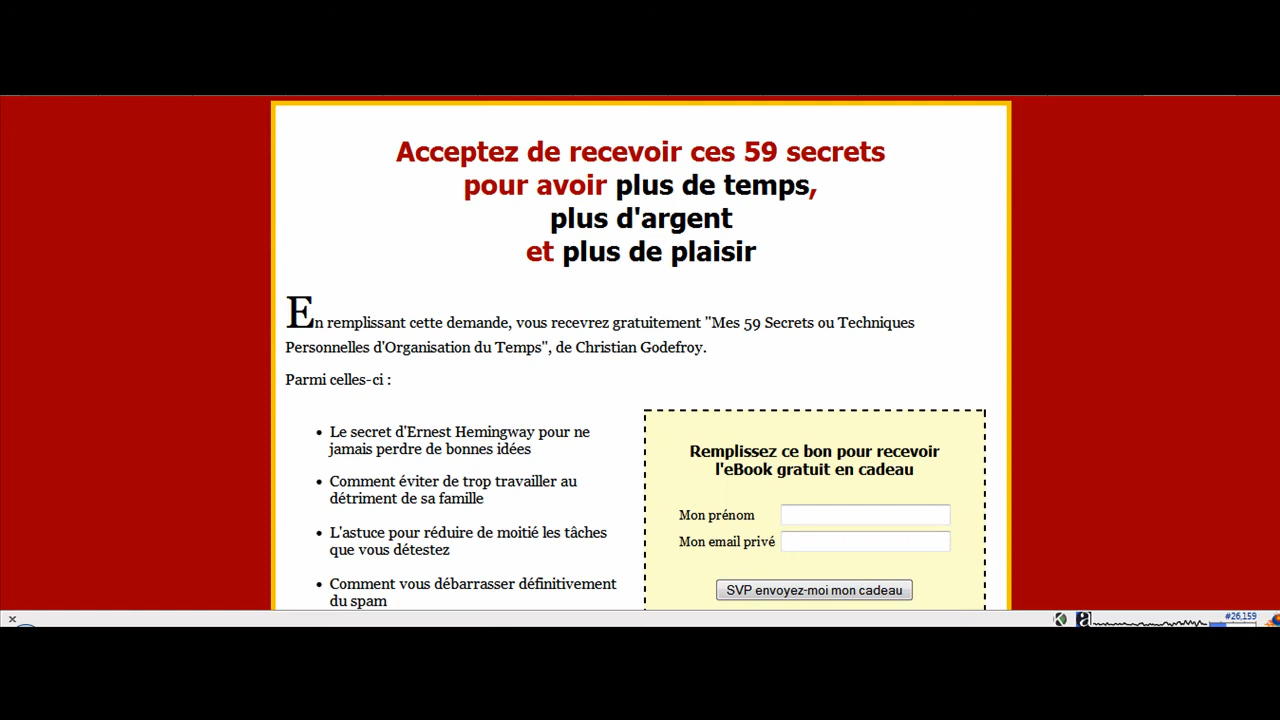 Acceptez de recevoir ces 59 secrets
pour avoir plus de temps,
plus d'argent
et plus de plaisir
En remplissant cette demande, vous recevrez gratuitement "Mes 59 Secrets ou Techniques
Personnelles d'Organisation du Temps", de Christian Godefroy.
Parmi celles-ci :
• Le secret d'Ernest Hemingway pour ne
jamais perdre de bonnes idées
• Comment éviter de trop travailler au
détriment de sa famille
• L'astuce pour réduire de moitié les tâches
que vous détestez
• Comment vous débarrasser définitivement
du spam
Remplissez ce bon pour recevoir
l'eBook gratuit en cadeau
Mon prénom
Mon email privé
SVP envoyez-moi mon cadeau
#26,159